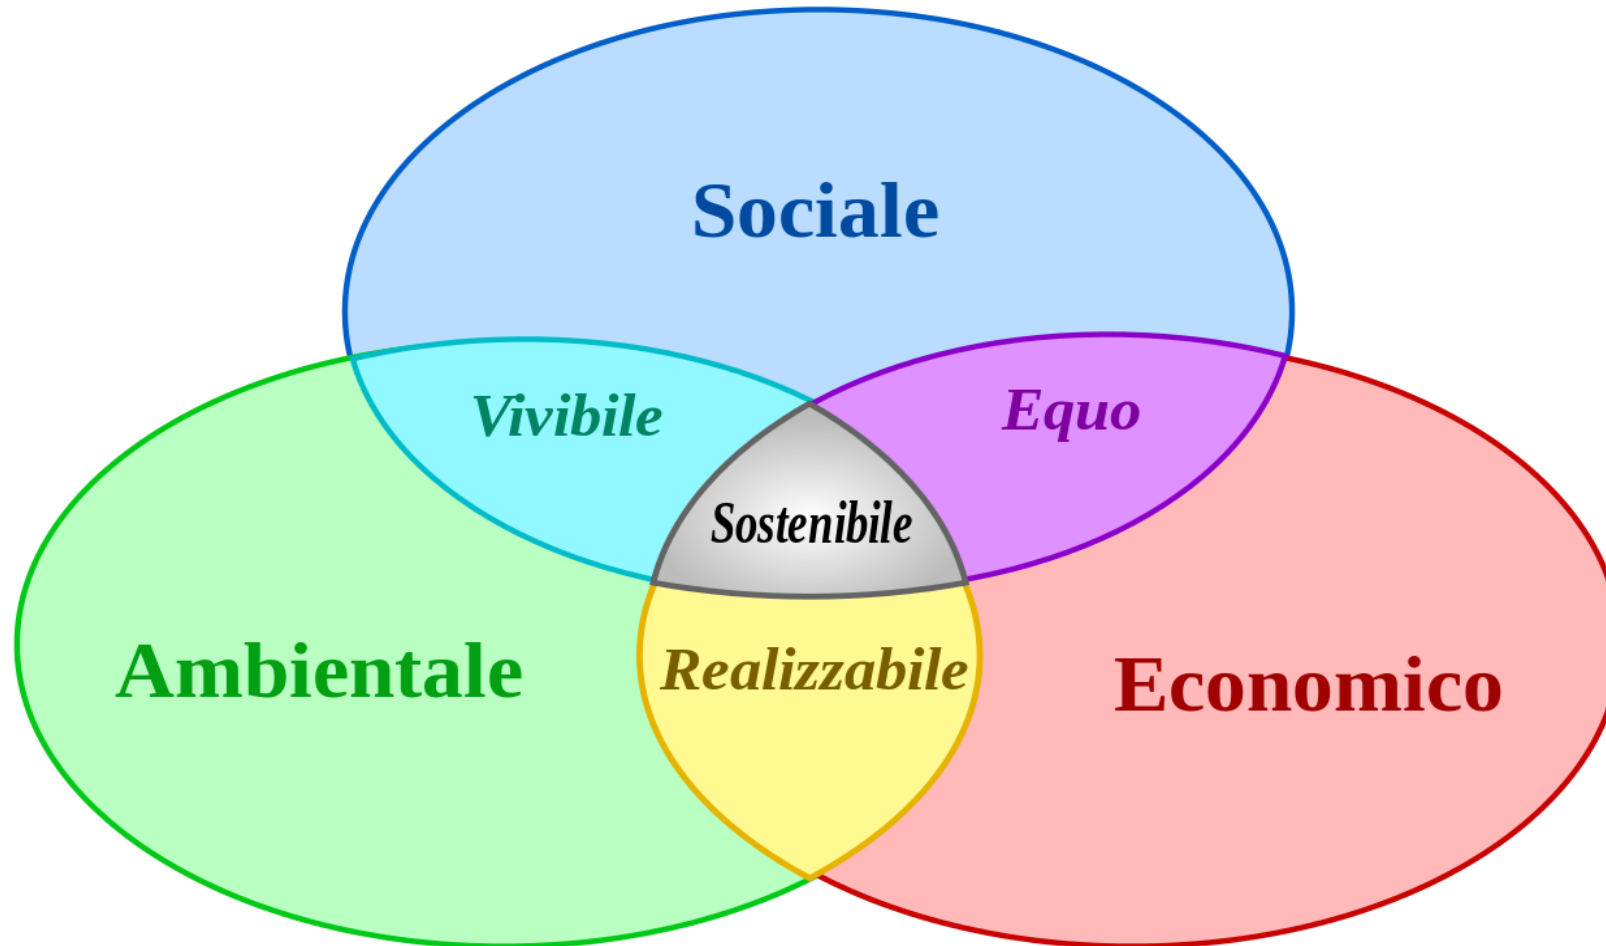 Sociale
Vivibile
Equo
Sostenibile
Ambientale
Realizzabile
Economico